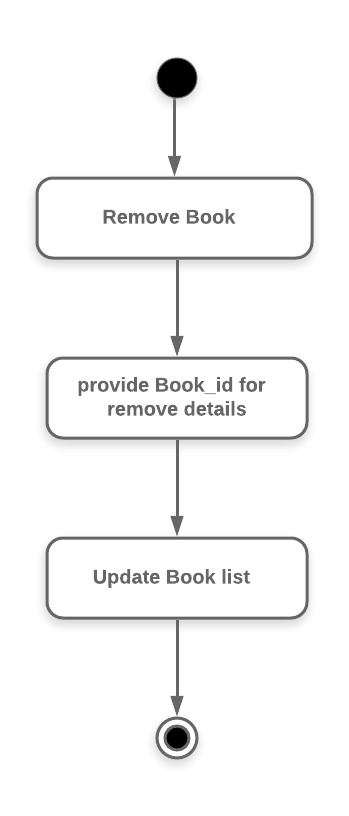 Remove Book
provide Book_id for
remove details
Update Book list